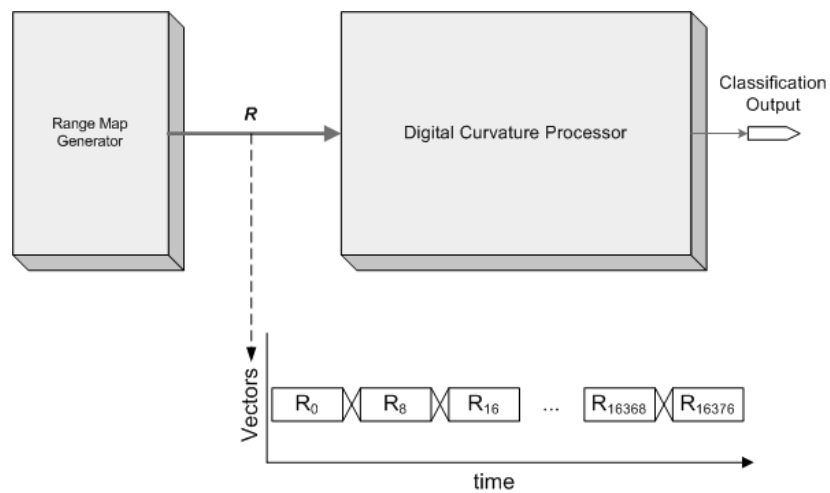 Range Map
Generator
R
Digital Curvature Processor
Classification
Output
Vectors
R0
R8
R16
...
R16368
R16376
time